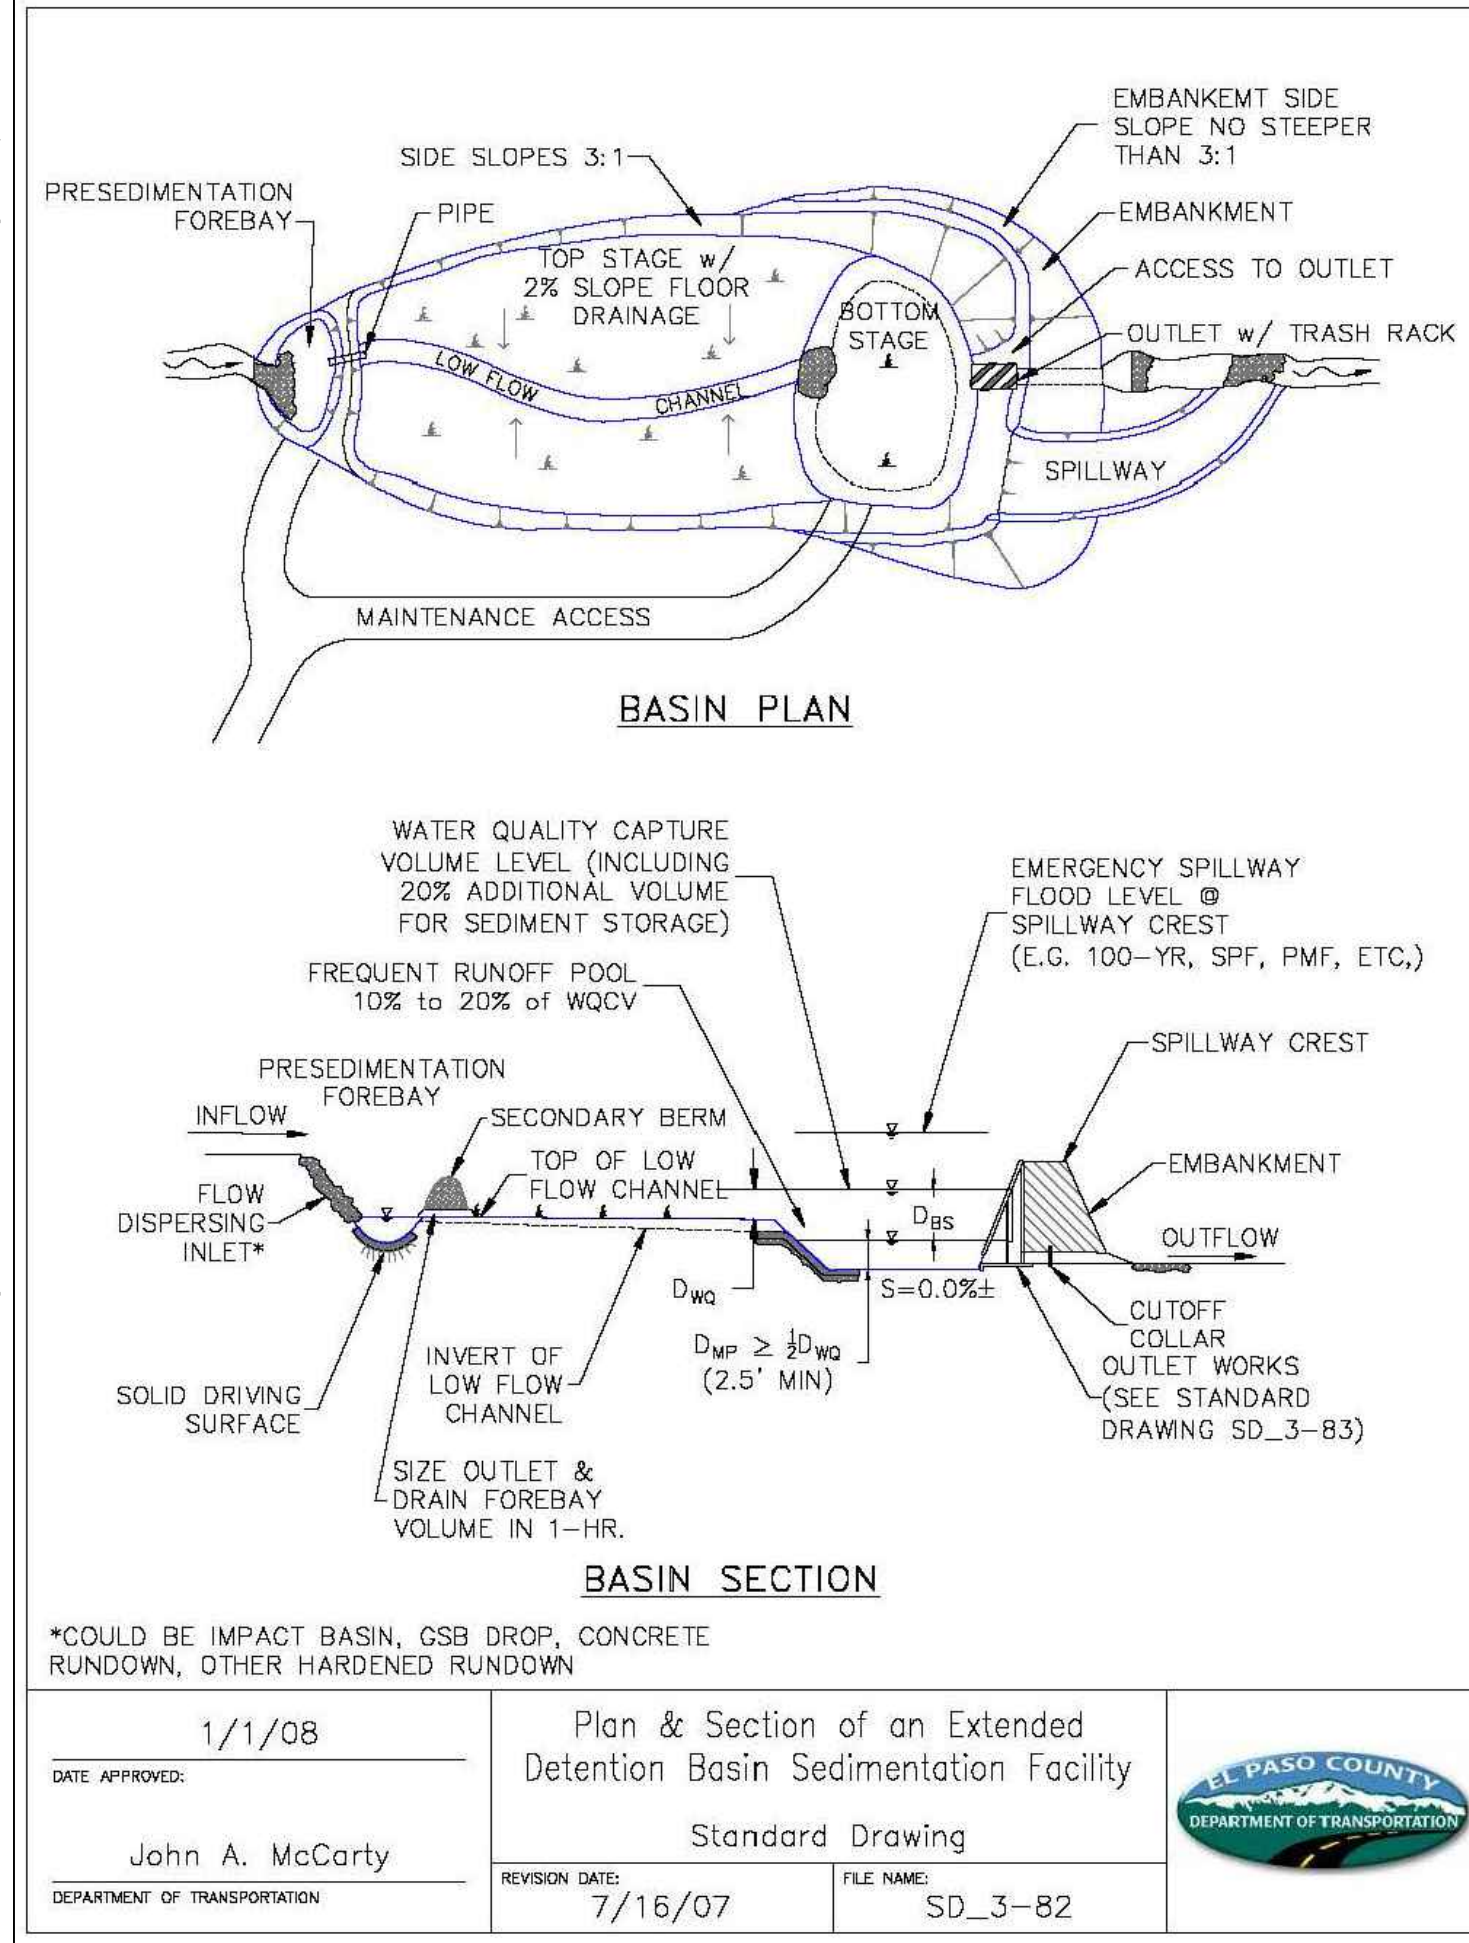 EMBANKEMT SIDE
SLOPE NO STEEPER
THAN 3:1
SIDE SLOPES 3:1
PRESEDIMENTATION
FOREBAY
PIPE
EMBANKMENT
TOP STAGE w/
2% SLOPE FLOOR
DRAINAGE
ACCESS TO OUTLET
BOTTOM
STAGE
OUTLET w/ TRASH RACK
LOW FLOW
CHANNEL
SPILLWAY
MAINTENANCE ACCESS
BASIN PLAN
WATER QUALITY CAPTURE
VOLUME LEVEL (INCLUDING
20% ADDITIONAL VOLUME
FOR SEDIMENT STORAGE)
EMERGENCY SPILLWAY
FLOOD LEVEL @
SPILLWAY CREST
(E.G. 100-YR, SPF, PMF, ETC,)
FREQUENT RUNOFF POOL
10% to 20% of WQCV
SPILLWAY CREST
PRESEDIMENTATION
FOREBAY
INFLOW
SECONDARY BERM
TOP OF LOW
FLOW CHANNEL
EMBANKMENT
FLOW
DISPERSING
INLET*
DBS
OUTFLOW
DWQ
S=0.0%±
CUTOFF
COLLAR
DMP ≥ ½DWQ
(2.5' MIN)
INVERT OF
LOW FLOW
CHANNEL
OUTLET WORKS
(SEE STANDARD
DRAWING SD_3-83)
SOLID DRIVING
SURFACE
SIZE OUTLET &
DRAIN FOREBAY
VOLUME IN 1-HR.
BASIN SECTION
*COULD BE IMPACT BASIN, GSB DROP, CONCRETE
RUNDOWN, OTHER HARDENED RUNDOWN
1/1/08
DATE APPROVED:
John A. McCarty
DEPARTMENT OF TRANSPORTATION
Plan & Section of an Extended
Detention Basin Sedimentation Facility
Standard Drawing
REVISION DATE:
7/16/07
FILE NAME:
SD_3-82
EL PASO COUNTY
DEPARTMENT OF TRANSPORTATION